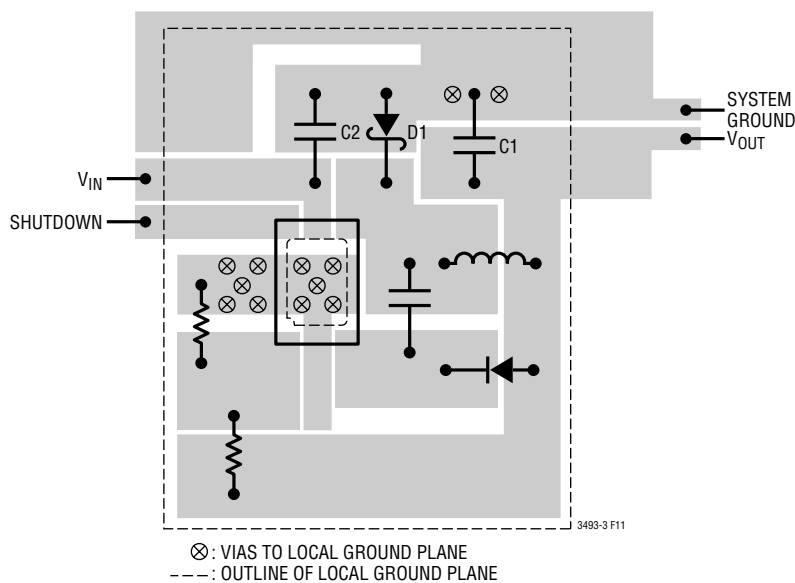 SYSTEM
GROUND
C2
D1
C1
VOUT
VIN
SHUTDOWN
3493-3 F11
⊗: VIAS TO LOCAL GROUND PLANE
---: OUTLINE OF LOCAL GROUND PLANE